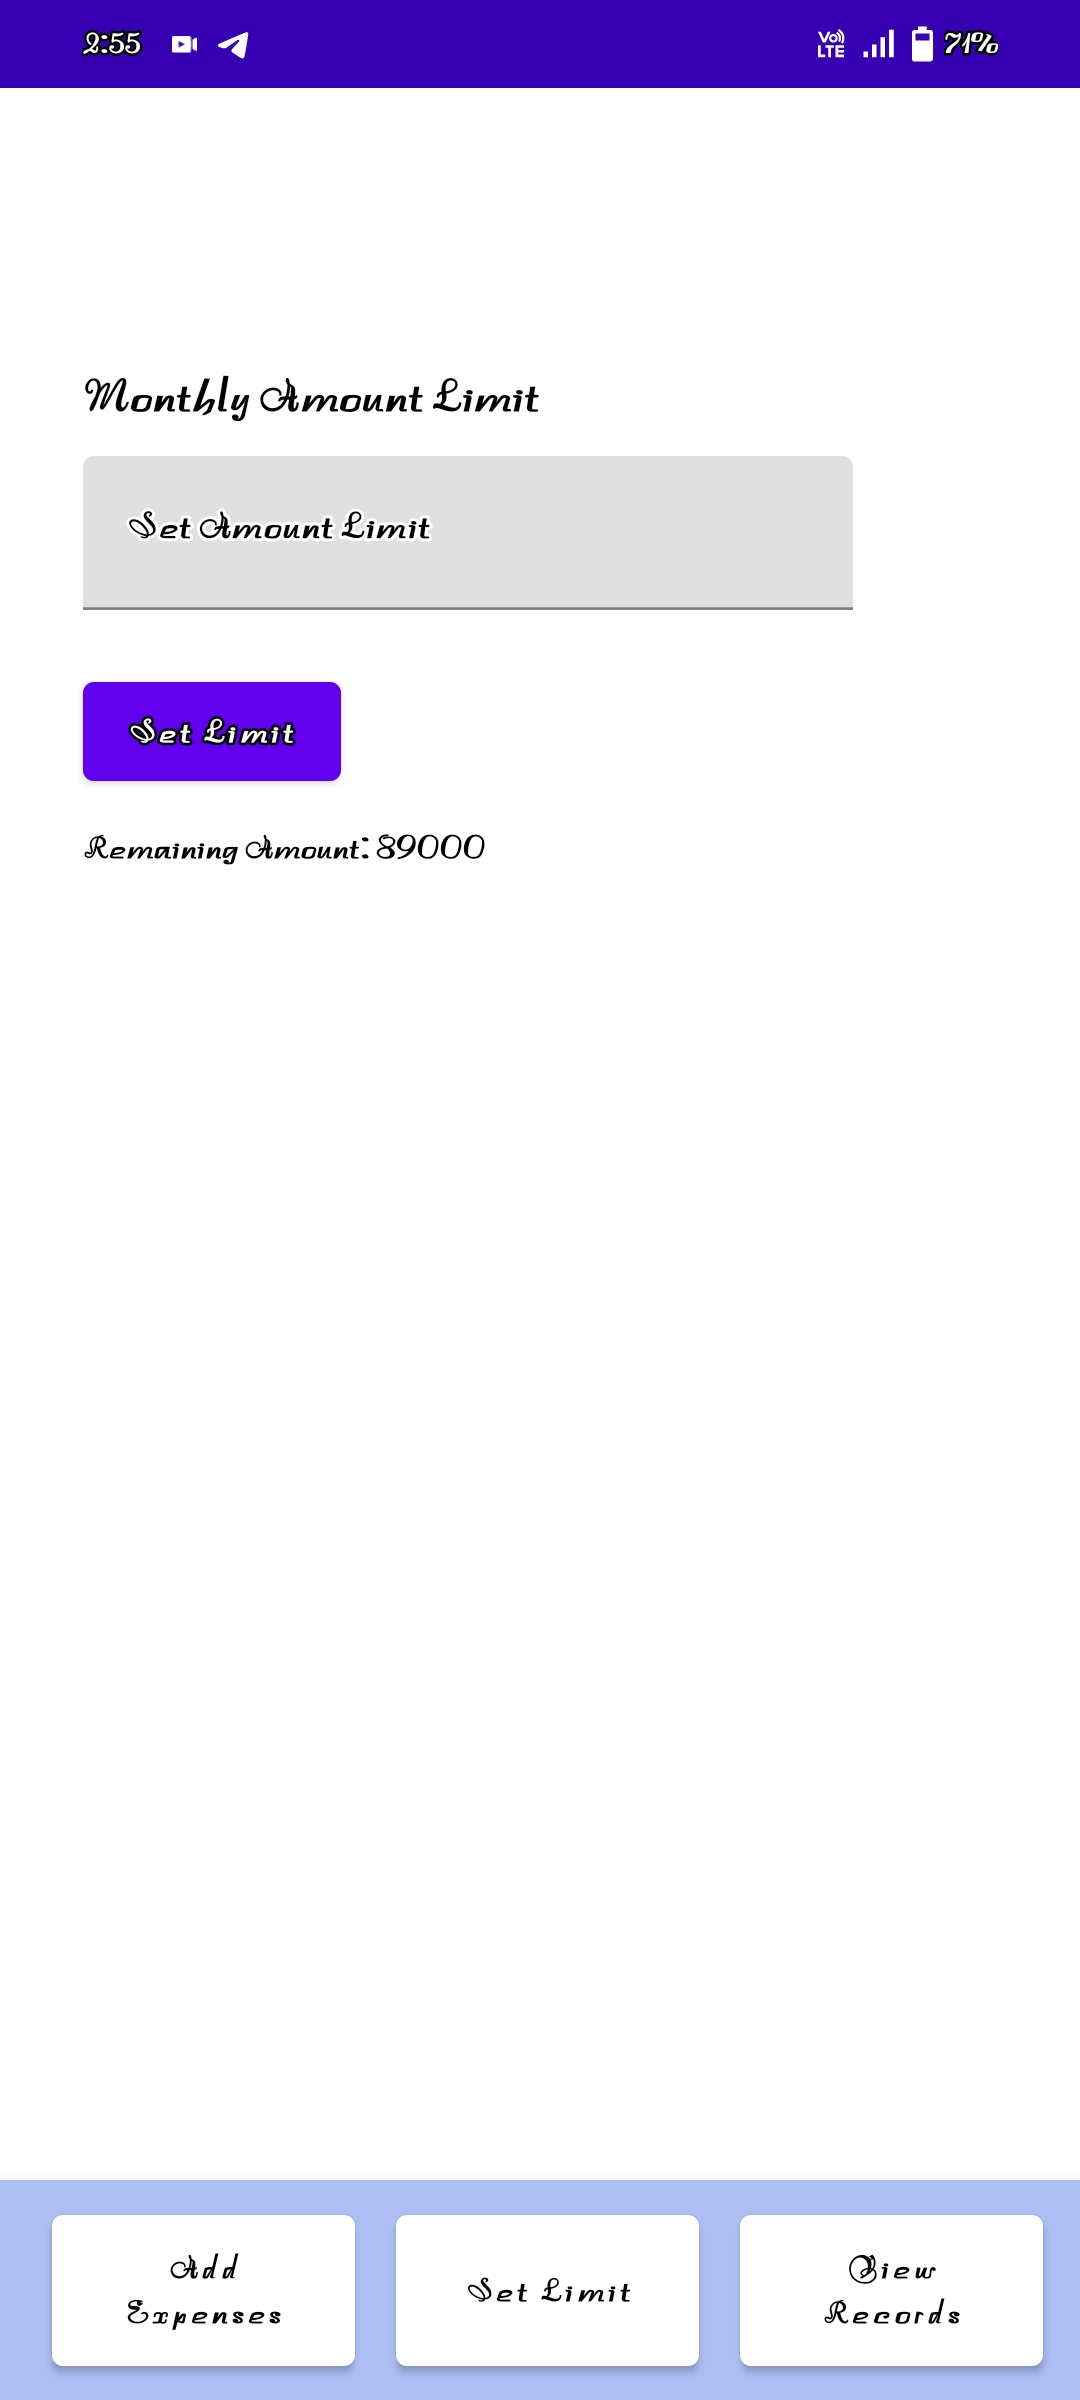 2:55
Vo) LTE
71%
Monthly Amount Limit
Set Amount Limit
Set Limit
Remaining Amount: 89000
Add
Expenses
Set Limit
View
Records